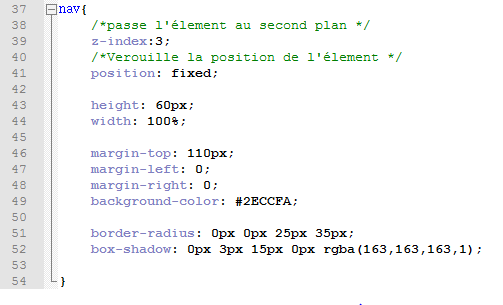 37 nav{
38 /*passe l'élement au second plan */
39 z-index:3;
40 /*Verouille la position de l'élement */
41 position: fixed;
42
43 height: 60px;
44 width: 100%;
45
46 margin-top: 110px;
47 margin-left: 0;
48 margin-right: 0;
49 background-color: #2ECCFA;
50
51 border-radius: 0px 0px 25px 35px;
52 box-shadow: 0px 3px 15px 0px rgba(163,163,163,1);
53
54 }